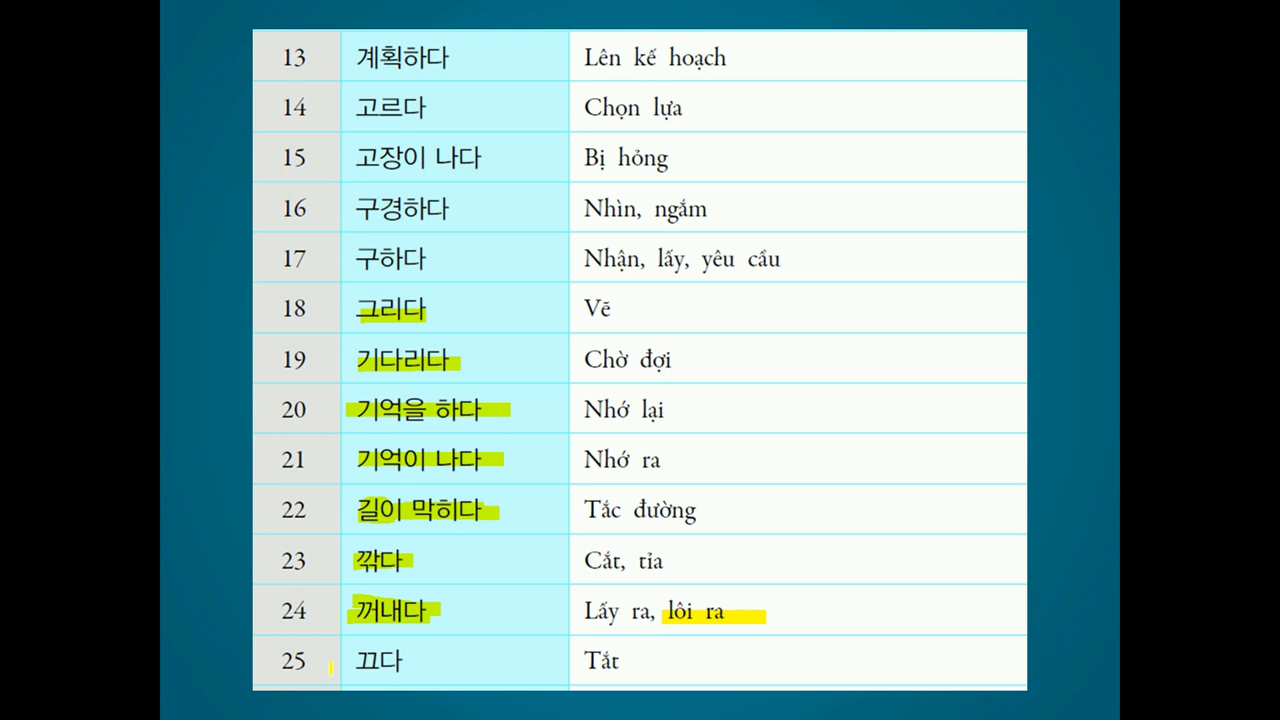 13 계획하다 Lên kế hoạch
14 고르다 Chọn lựa
15 고장이 나다 Bị hỏng
16 구경하다 Nhìn, ngắm
17 구하다 Nhận, lấy, yêu cầu
18 그리다 Vẽ
19 기다리다 Chờ đợi
20 기억을 하다 Nhớ lại
21 기억이 나다 Nhớ ra
22 길이 막히다 Tắc đường
23 깎다 Cắt, tỉa
24 꺼내다 Lấy ra, lôi ra
25 끄다 Tắt